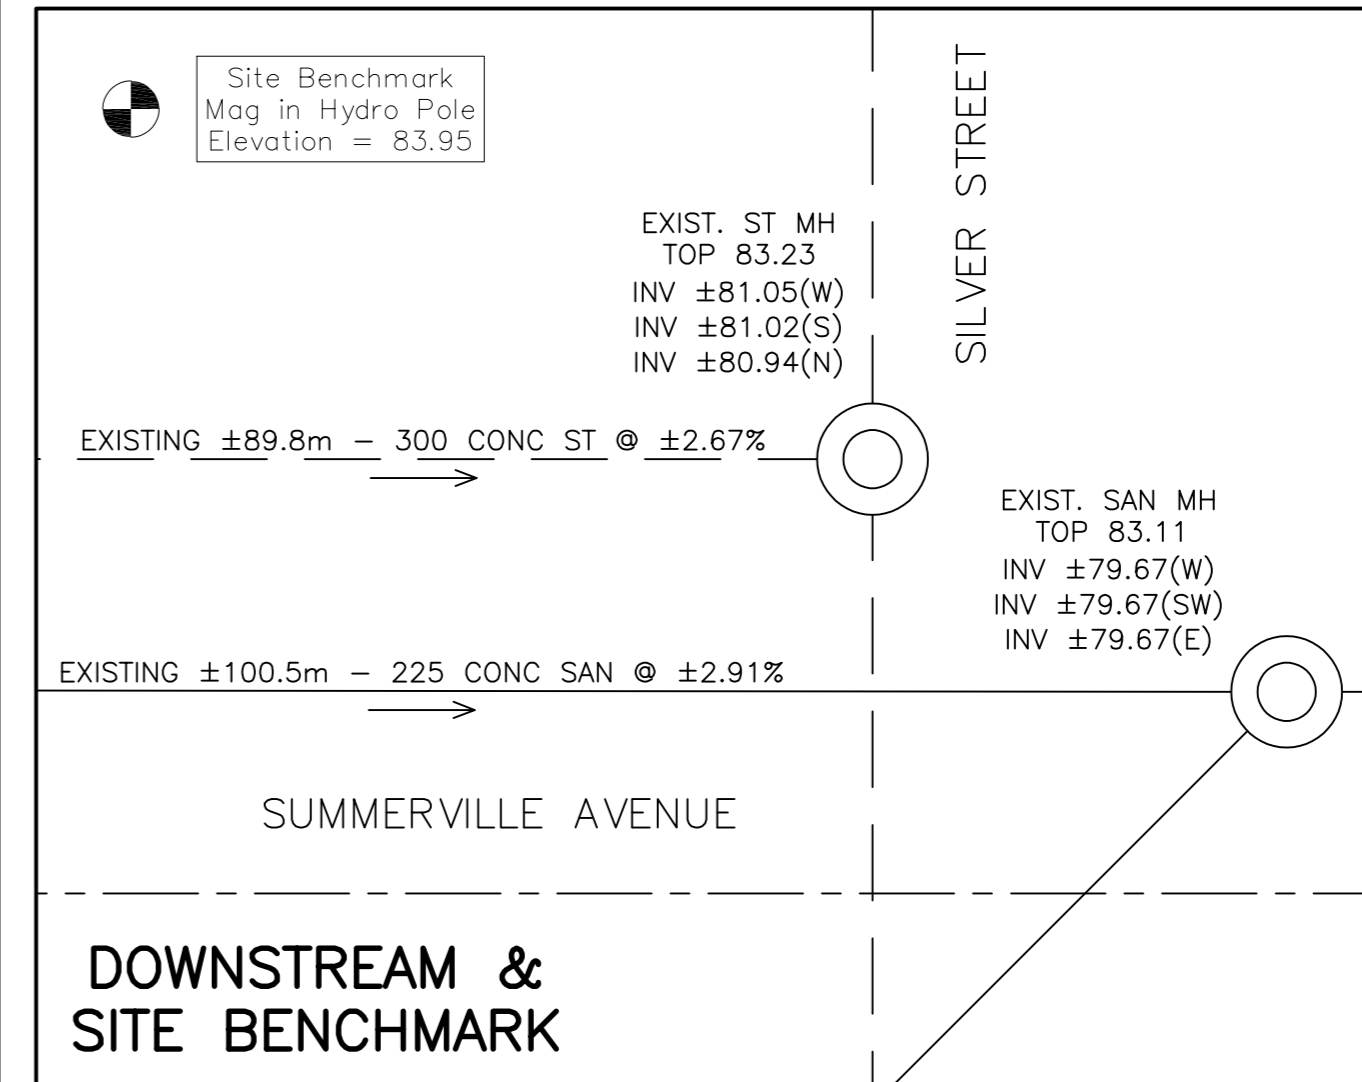 Site Benchmark
Mag in Hydro Pole
Elevation = 83.95
SILVER STREET
EXIST. ST MH
TOP 83.23
INV ±81.05(W)
INV ±81.02(S)
INV ±80.94(N)
EXISTING ±89.8m – 300 CONC ST @ ±2.67%
EXIST. SAN MH
TOP 83.11
INV ±79.67(W)
INV ±79.67(SW)
INV ±79.67(E)
EXISTING ±100.5m – 225 CONC SAN @ ±2.91%
SUMMERVILLE AVENUE
DOWNSTREAM &
SITE BENCHMARK